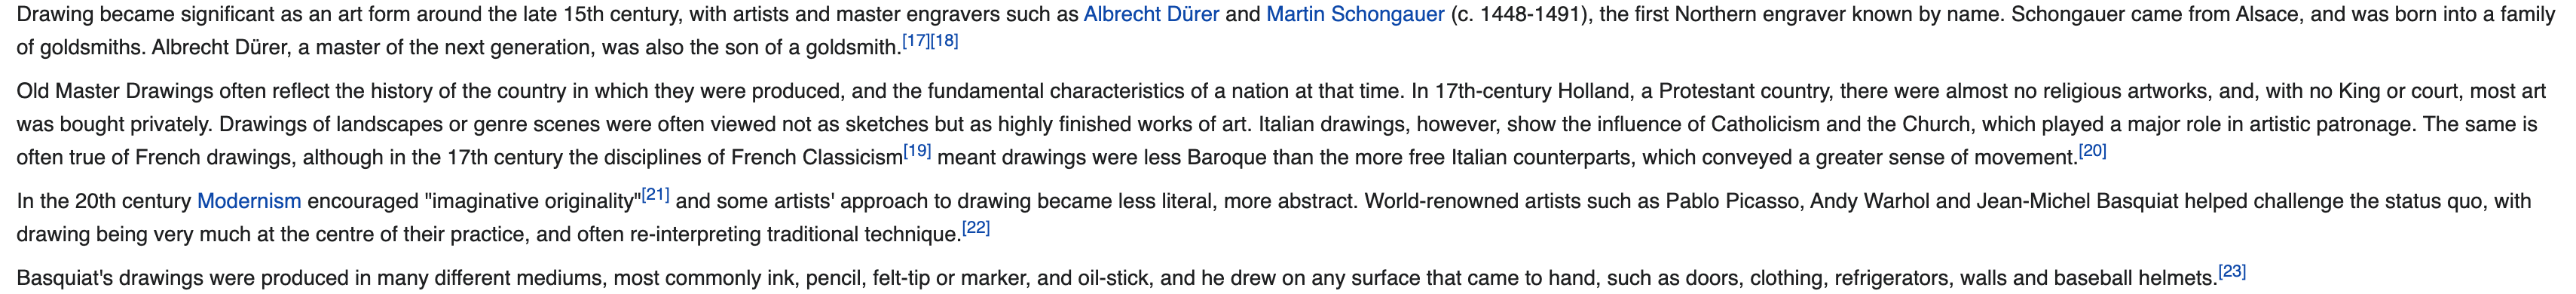 Drawing became significant as an art form around the late 15th century, with artists and master engravers such as Albrecht Dürer and Martin Schongauer (c. 1448-1491), the first Northern engraver known by name. Schongauer came from Alsace, and was born into a family
of goldsmiths. Albrecht Dürer, a master of the next generation, was also the son of a goldsmith.[17][18]
Old Master Drawings often reflect the history of the country in which they were produced, and the fundamental characteristics of a nation at that time. In 17th-century Holland, a Protestant country, there were almost no religious artworks, and, with no King or court, most art
was bought privately. Drawings of landscapes or genre scenes were often viewed not as sketches but as highly finished works of art. Italian drawings, however, show the influence of Catholicism and the Church, which played a major role in artistic patronage. The same is
often true of French drawings, although in the 17th century the disciplines of French Classicism[19] meant drawings were less Baroque than the more free Italian counterparts, which conveyed a greater sense of movement.[20]
In the 20th century Modernism encouraged "imaginative originality"[21] and some artists' approach to drawing became less literal, more abstract. World-renowned artists such as Pablo Picasso, Andy Warhol and Jean-Michel Basquiat helped challenge the status quo, with
drawing being very much at the centre of their practice, and often re-interpreting traditional technique.[22]
Basquiat's drawings were produced in many different mediums, most commonly ink, pencil, felt-tip or marker, and oil-stick, and he drew on any surface that came to hand, such as doors, clothing, refrigerators, walls and baseball helmets.[23]